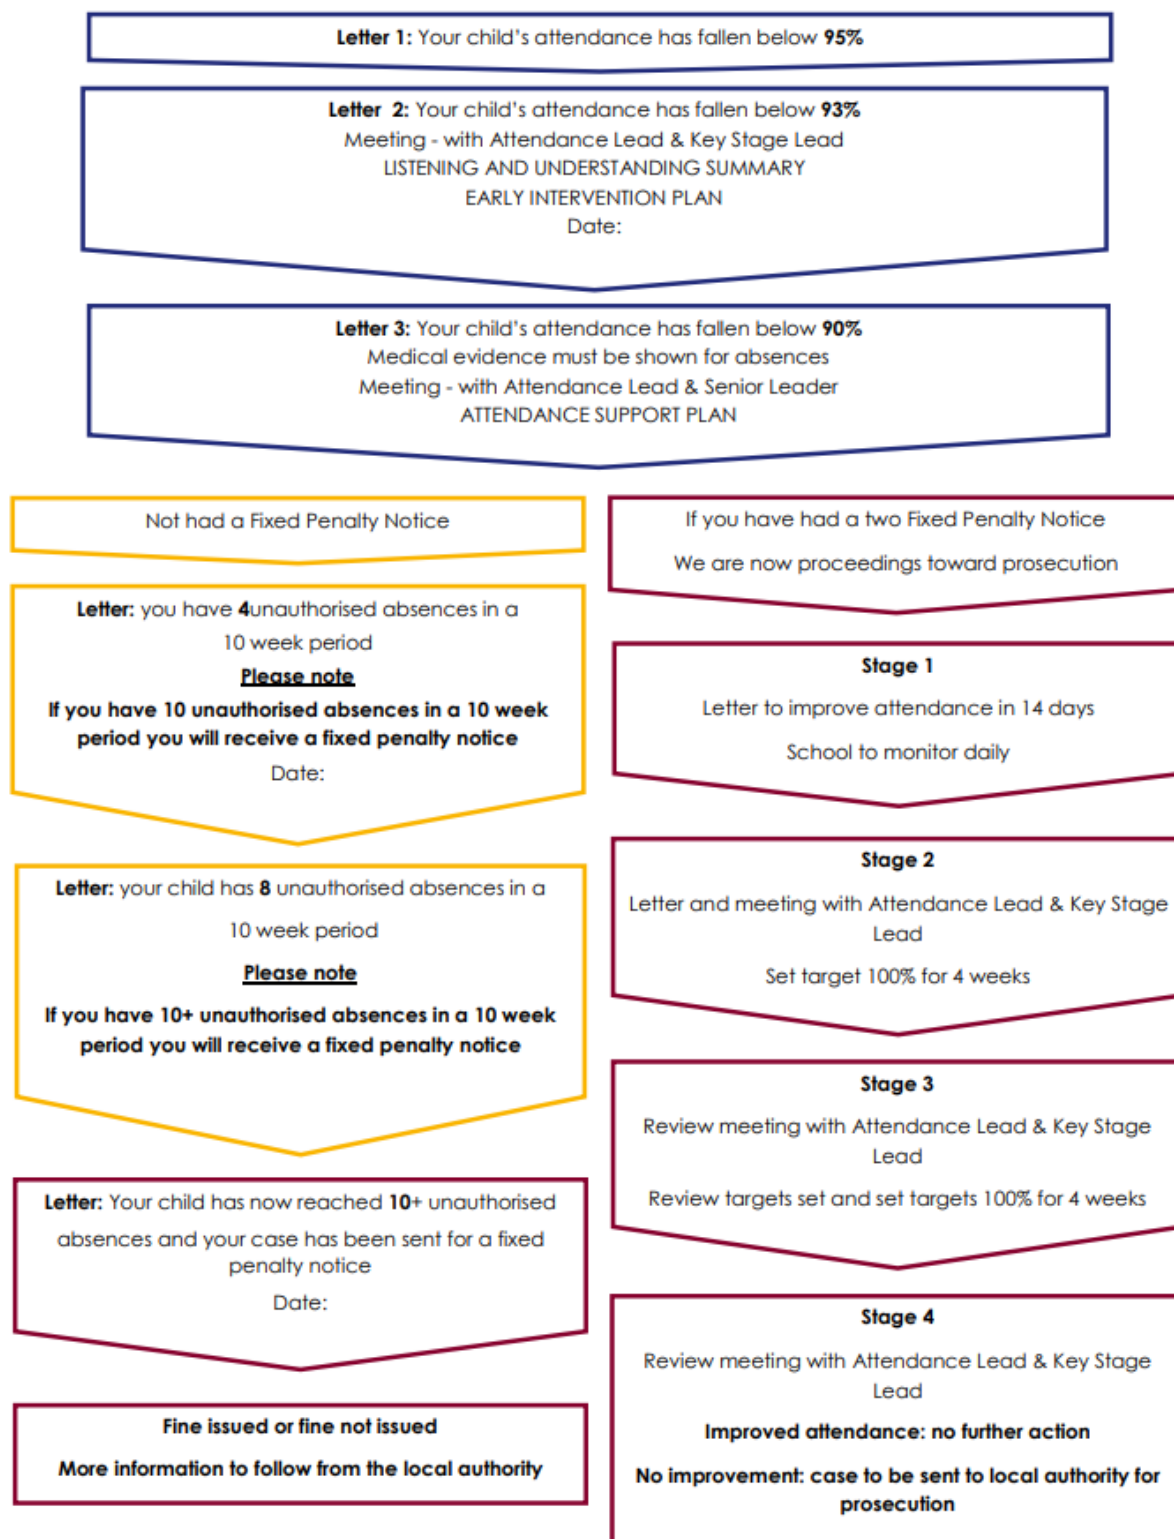 Letter 1: Your child's attendance has fallen below 95%
Letter 2: Your child's attendance has fallen below 93%
Meeting - with Attendance Lead & Key Stage Lead
LISTENING AND UNDERSTANDING SUMMARY
EARLY INTERVENTION PLAN
Date:
Letter 3: Your child's attendance has fallen below 90%
Medical evidence must be shown for absences
Meeting - with Attendance Lead & Senior Leader
ATTENDANCE SUPPORT PLAN
Not had a Fixed Penalty Notice
Letter: you have 4unauthorised absences in a
10 week period
Please note
If you have 10 unauthorised absences in a 10 week
period you will receive a fixed penalty notice
Date:
Letter: your child has 8 unauthorised absences in a
10 week period
Please note
If you have 10+ unauthorised absences in a 10 week
period you will receive a fixed penalty notice
Letter: Your child has now reached 10+ unauthorised
absences and your case has been sent for a fixed
penalty notice
Date:
Fine issued or fine not issued
More information to follow from the local authority
If you have had a two Fixed Penalty Notice
We are now proceedings toward prosecution
Stage 1
Letter to improve attendance in 14 days
School to monitor daily
Stage 2
Letter and meeting with Attendance Lead & Key Stage
Lead
Set target 100% for 4 weeks
Stage 3
Review meeting with Attendance Lead & Key Stage
Lead
Review targets set and set targets 100% for 4 weeks
Stage 4
Review meeting with Attendance Lead & Key Stage
Lead
Improved attendance: no further action
No improvement: case to be sent to local authority for
prosecution